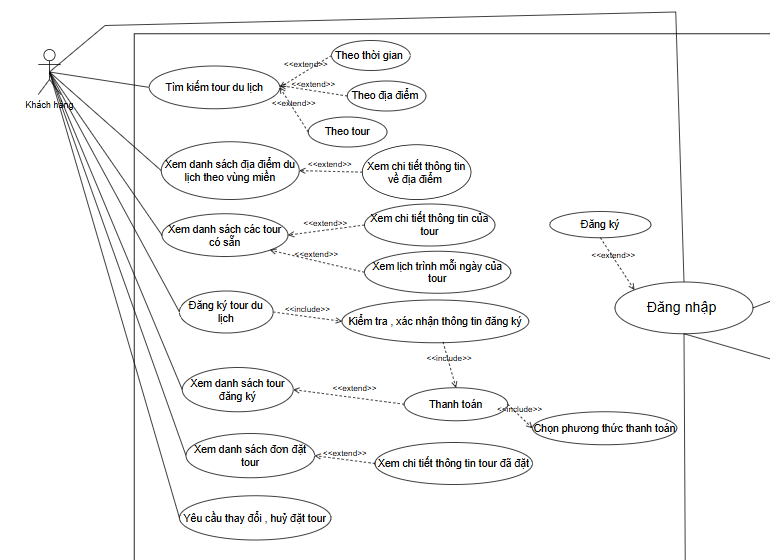 Khách hàng
Tìm kiếm tour du lịch
<<extend>>
Theo thời gian
<<extend>>
Theo địa điểm
<<extend>>
Theo tour
Xem danh sách địa điểm du
lịch theo vùng miền
<<extend>>
Xem chi tiết thông tin
về địa điểm
Xem danh sách các tour
có sẵn
<<extend>>
Xem chi tiết thông tin của
tour
<<extend>>
Xem lịch trình mỗi ngày của
tour
Đăng ký
<<extend>>
Đăng nhập
Đăng ký tour du
lịch
<<include>>
Kiểm tra , xác nhận thông tin đăng ký
<<include>>
Xem danh sách tour
đăng ký
<<extend>>
Thanh toán
<<include>>
Chọn phương thức thanh toán
Xem danh sách đơn đặt
tour
<<extend>>
Xem chi tiết thông tin tour đã đặt
Yêu cầu thay đổi , huỷ đặt tour